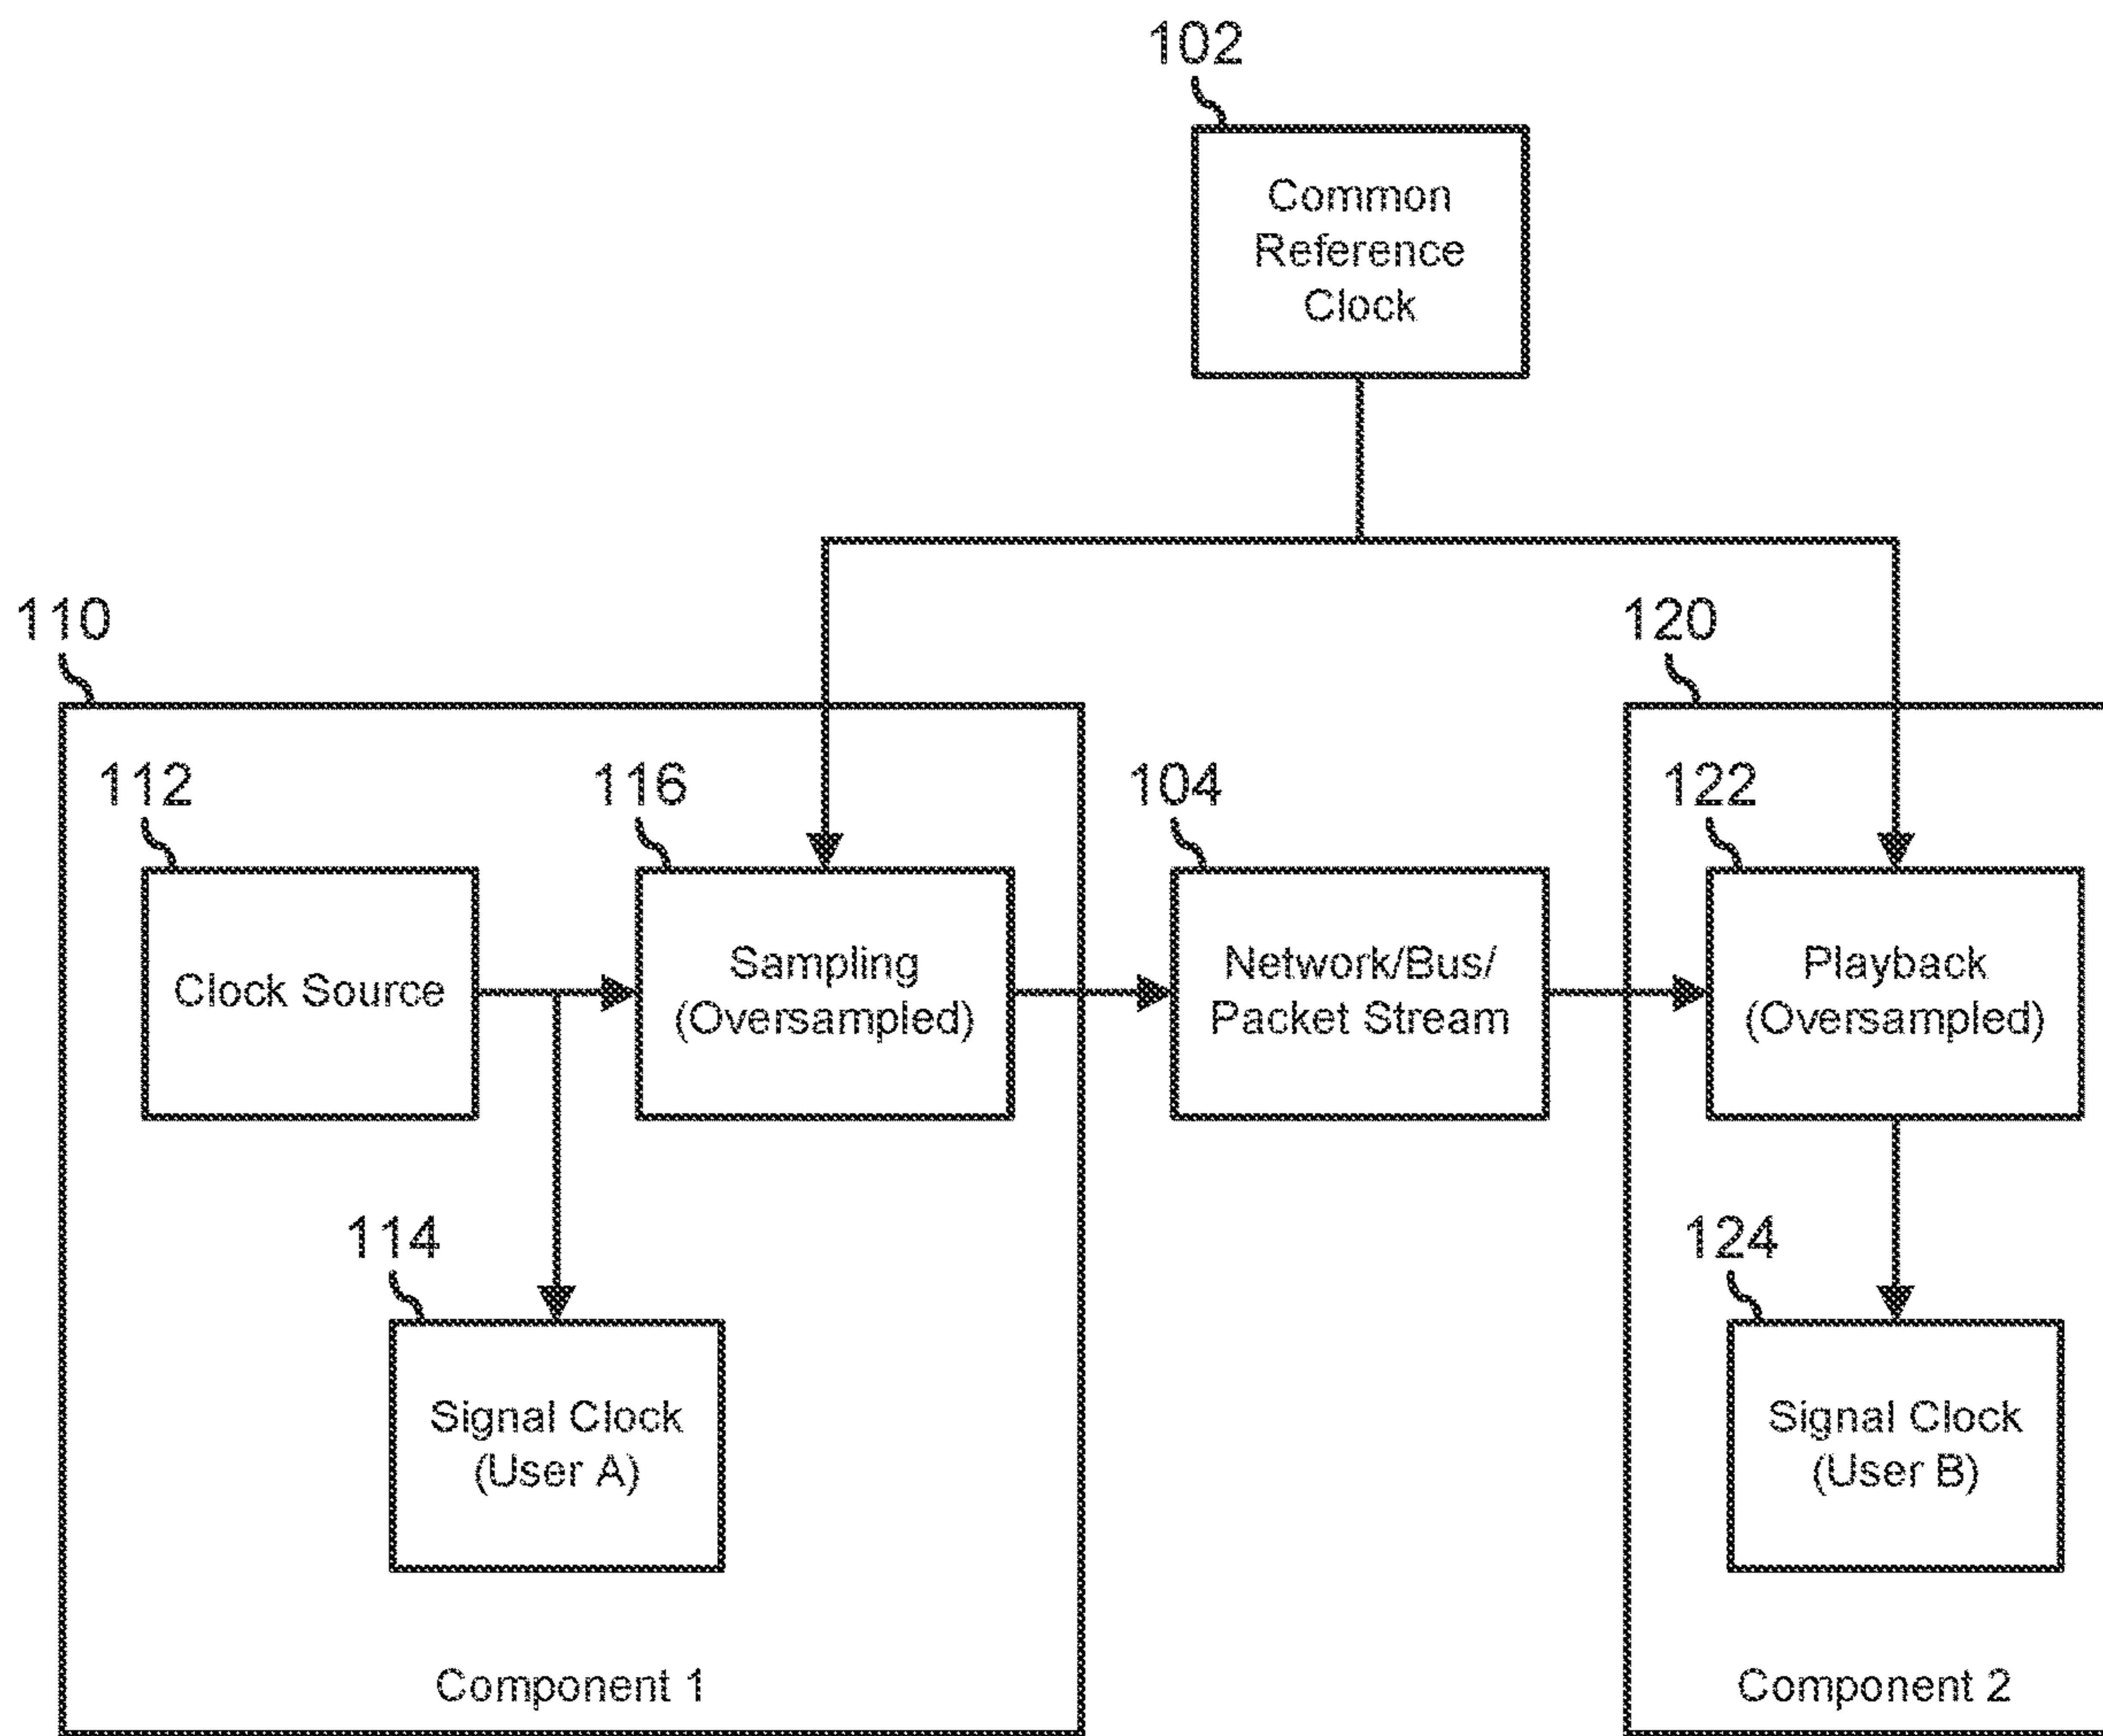 102
Common
Reference
Clock
110
120
112
116
104
122
Clock Source
Sampling
(Oversampled)
Network/Bus/
Packet Stream
Playback
(Oversampled)
114
124
Signal Clock
(User A)
Signal Clock
(User B)
Component 1
Component 2